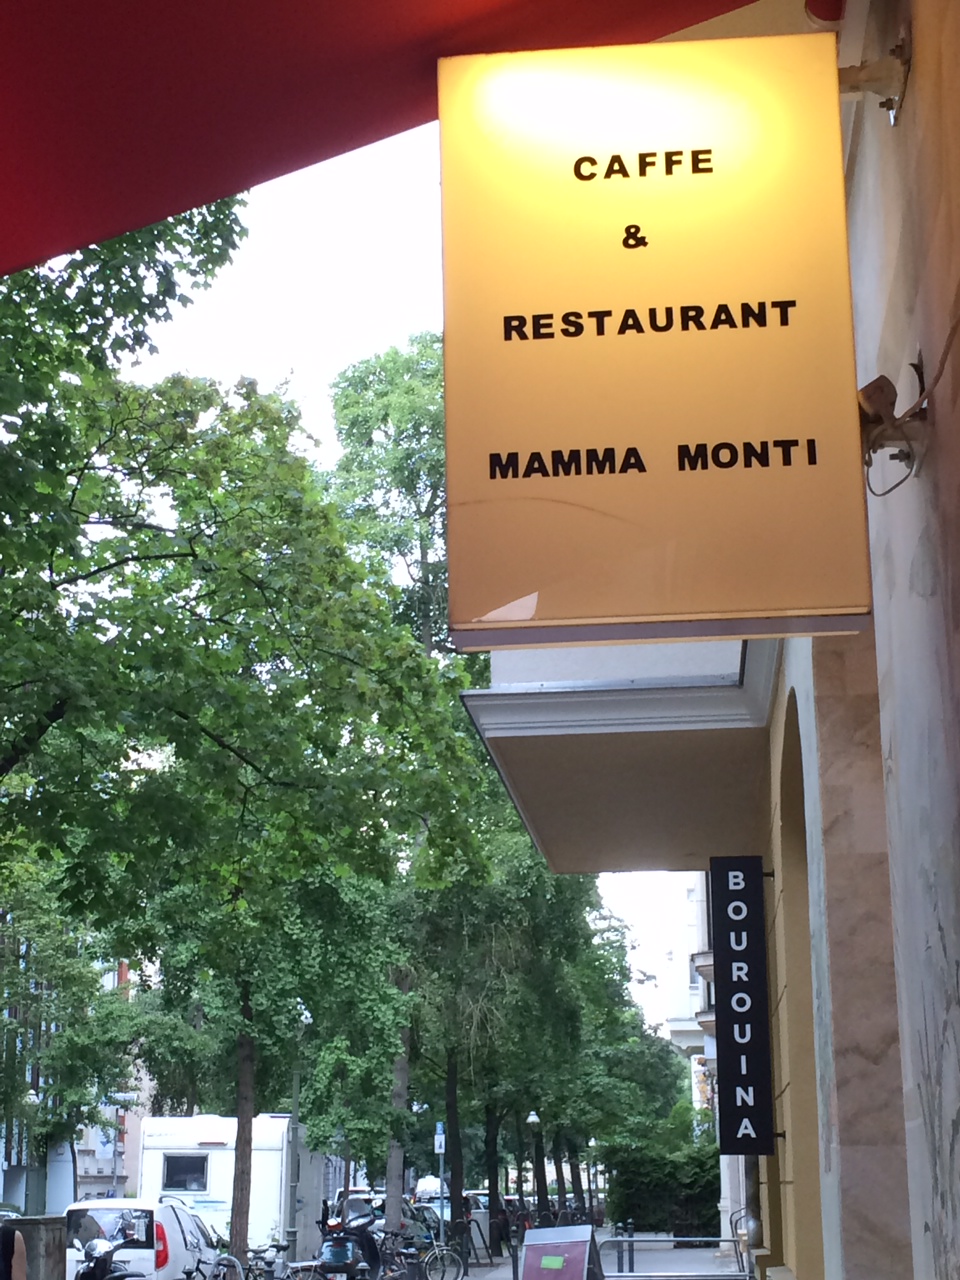 CAFFE
&
RESTAURANT
MAMMA MONTI
BOUROUINA